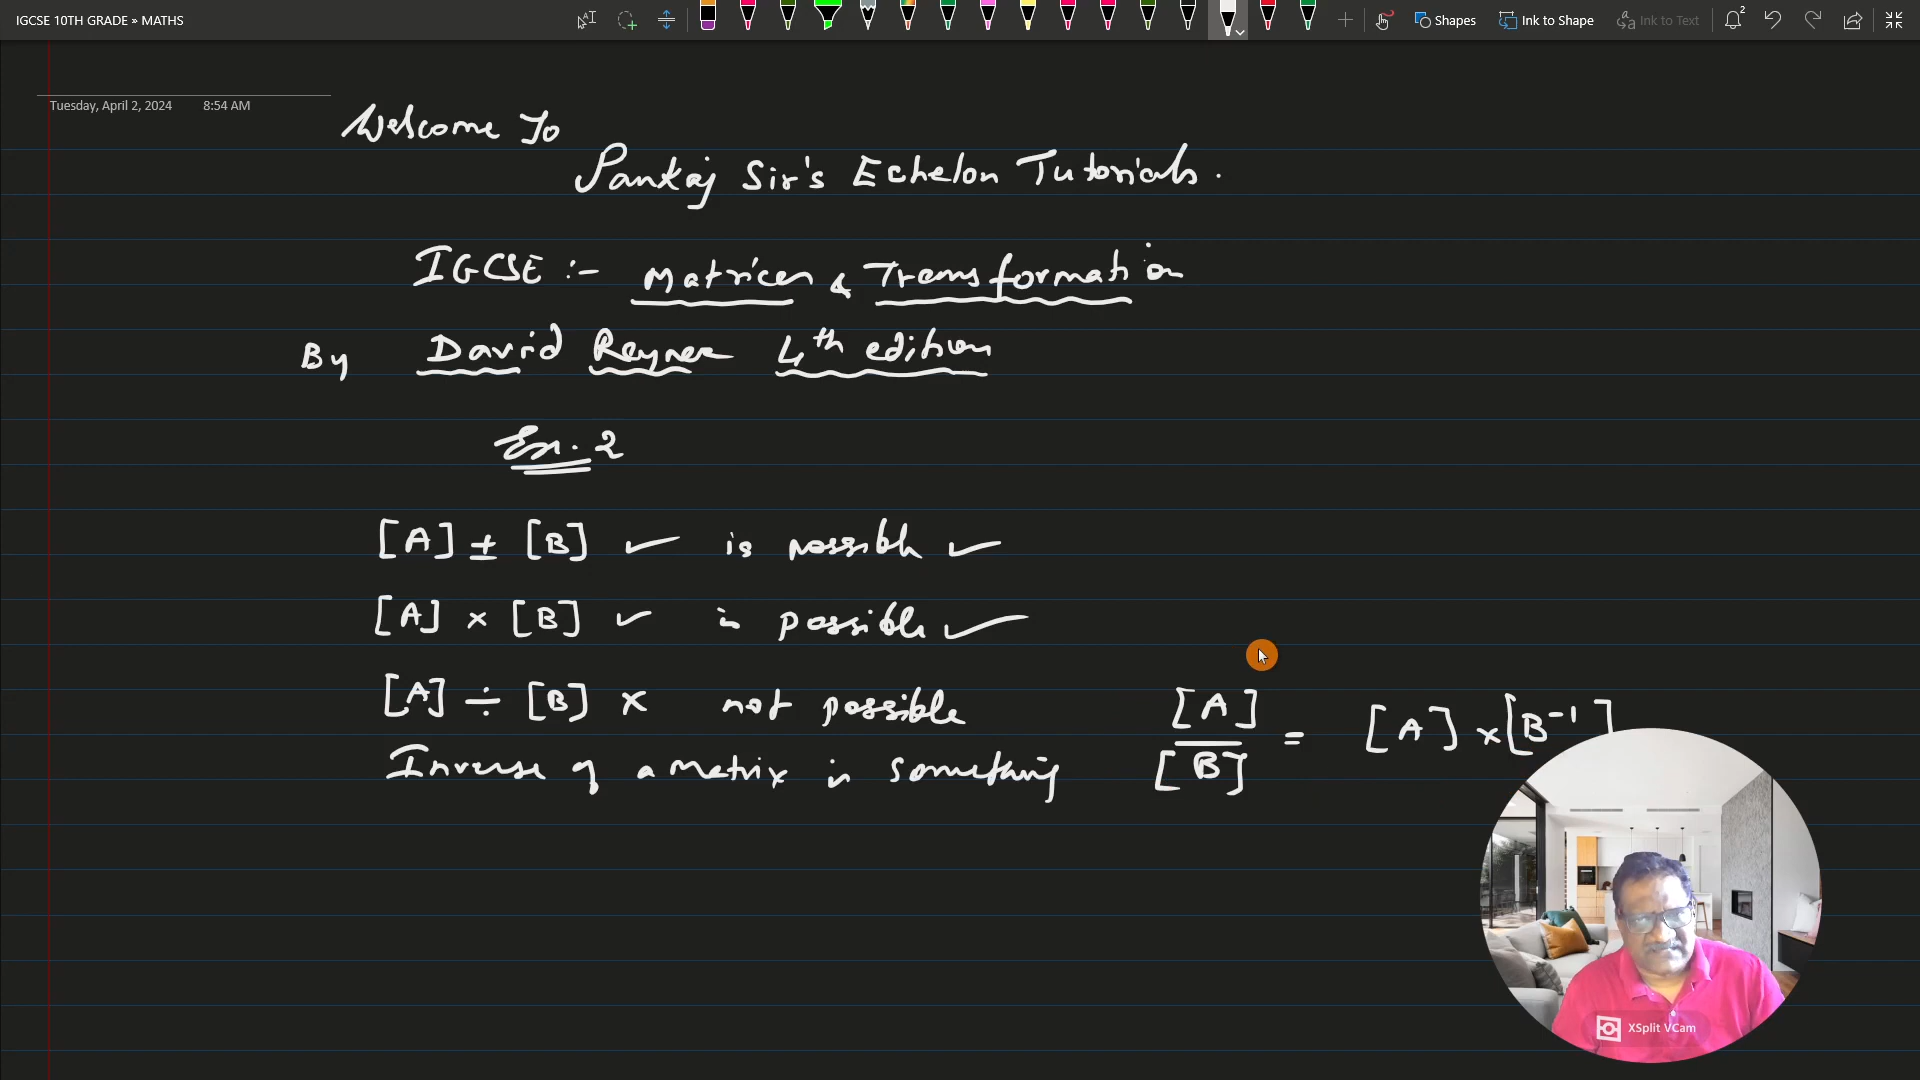 IGCSE 10TH GRADE » MATHS
Shapes Ink to Shape Ink to Text 2
Tuesday, April 2, 2024 8:54 AM
Welcome To
Pankaj Sir's Echelon Tutorials.
IGCSE :- Matrices & Transformation
By David Rayner 4th edition
Ex. 2
[A] ± [B] ✓ is possible ✓
[A] × [B] ✓ is possible ✓
[A] ÷ [B] × not possible
[A] / [B] = [A] × [B⁻¹]
Inverse of a matrix is something
XSplit VCam